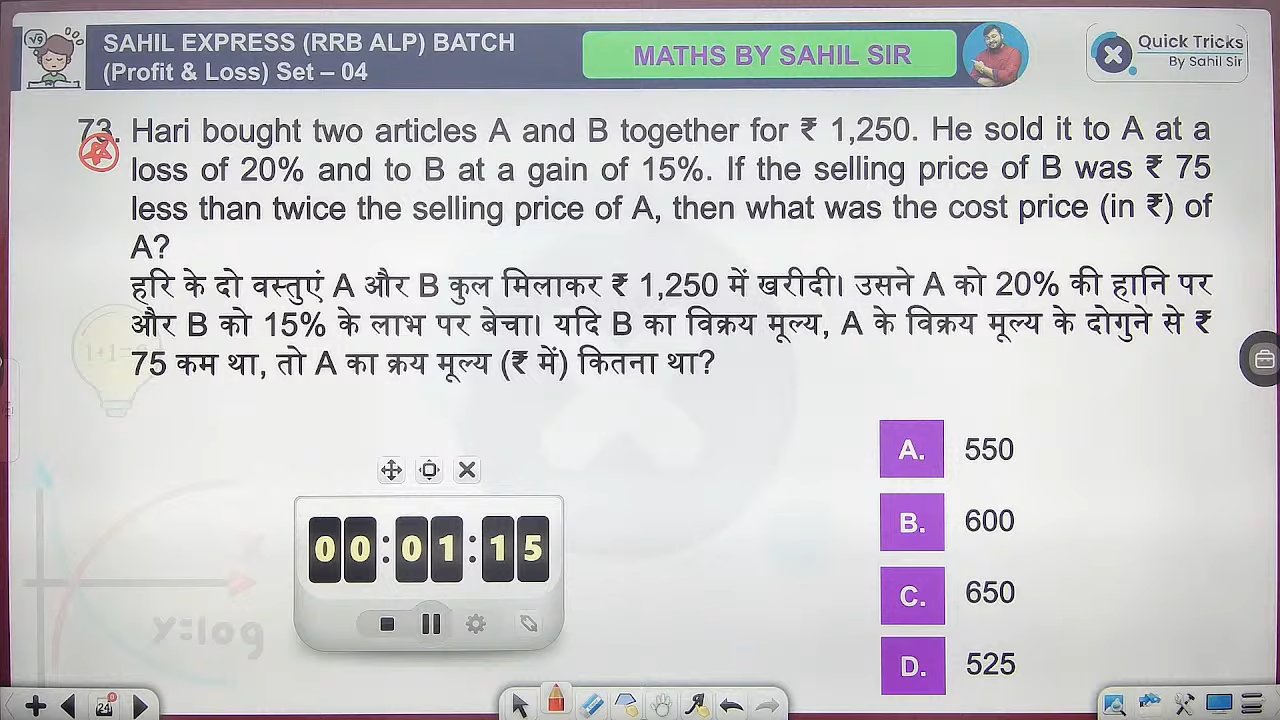 SAHIL EXPRESS (RRB ALP) BATCH
(Profit & Loss) Set – 04
MATHS BY SAHIL SIR
Quick Tricks
By Sahil Sir
73. Hari bought two articles A and B together for ₹ 1,250. He sold it to A at a
loss of 20% and to B at a gain of 15%. If the selling price of B was ₹ 75
less than twice the selling price of A, then what was the cost price (in ₹) of
A?
हरि के दो वस्तुएं A और B कुल मिलाकर ₹ 1,250 में खरीदी। उसने A को 20% की हानि पर
और B को 15% के लाभ पर बेचा। यदि B का विक्रय मूल्य, A के विक्रय मूल्य के दोगुने से ₹
75 कम था, तो A का क्रय मूल्य (₹ में) कितना था?
A. 550
B. 600
C. 650
D. 525
00:01:15
1+1=
y=log
24